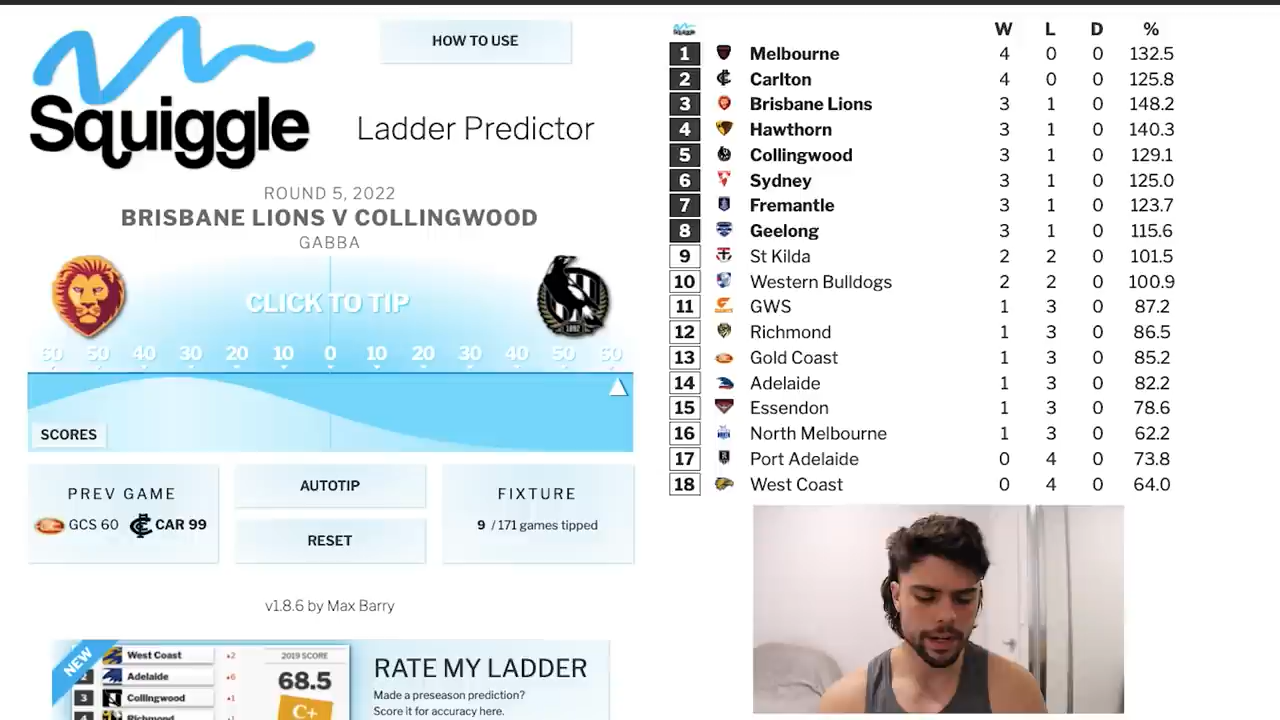 Squiggle
HOW TO USE
Ladder Predictor
ROUND 5, 2022
BRISBANE LIONS V COLLINGWOOD
GABBA
CLICK TO TIP
60 50 40 30 20 10 0 10 20 30 40 50 60
SCORES
PREV GAME
GCS 60 CAR 99
AUTOTIP
RESET
FIXTURE
9 / 171 games tipped
v1.8.6 by Max Barry
NEW
West Coast +2
Adelaide +6
3 Collingwood +1
4 Richmond +1
2019 SCORE
68.5
C+
RATE MY LADDER
Made a preseason prediction?
Score it for accuracy here.
Squiggle W L D %
1 Melbourne 4 0 0 132.5
2 Carlton 4 0 0 125.8
3 Brisbane Lions 3 1 0 148.2
4 Hawthorn 3 1 0 140.3
5 Collingwood 3 1 0 129.1
6 Sydney 3 1 0 125.0
7 Fremantle 3 1 0 123.7
8 Geelong 3 1 0 115.6
9 St Kilda 2 2 0 101.5
10 Western Bulldogs 2 2 0 100.9
11 GWS 1 3 0 87.2
12 Richmond 1 3 0 86.5
13 Gold Coast 1 3 0 85.2
14 Adelaide 1 3 0 82.2
15 Essendon 1 3 0 78.6
16 North Melbourne 1 3 0 62.2
17 Port Adelaide 0 4 0 73.8
18 West Coast 0 4 0 64.0